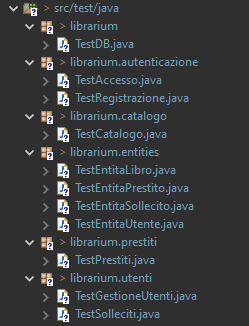 > src/test/java
> librarium
TestDB.java
> librarium.autenticazione
TestAccesso.java
TestRegistrazione.java
> librarium.catalogo
TestCatalogo.java
> librarium.entities
TestEntitaLibro.java
TestEntitaPrestito.java
TestEntitaSollecito.java
TestEntitaUtente.java
> librarium.prestiti
TestPrestiti.java
> librarium.utenti
TestGestioneUtenti.java
TestSolleciti.java